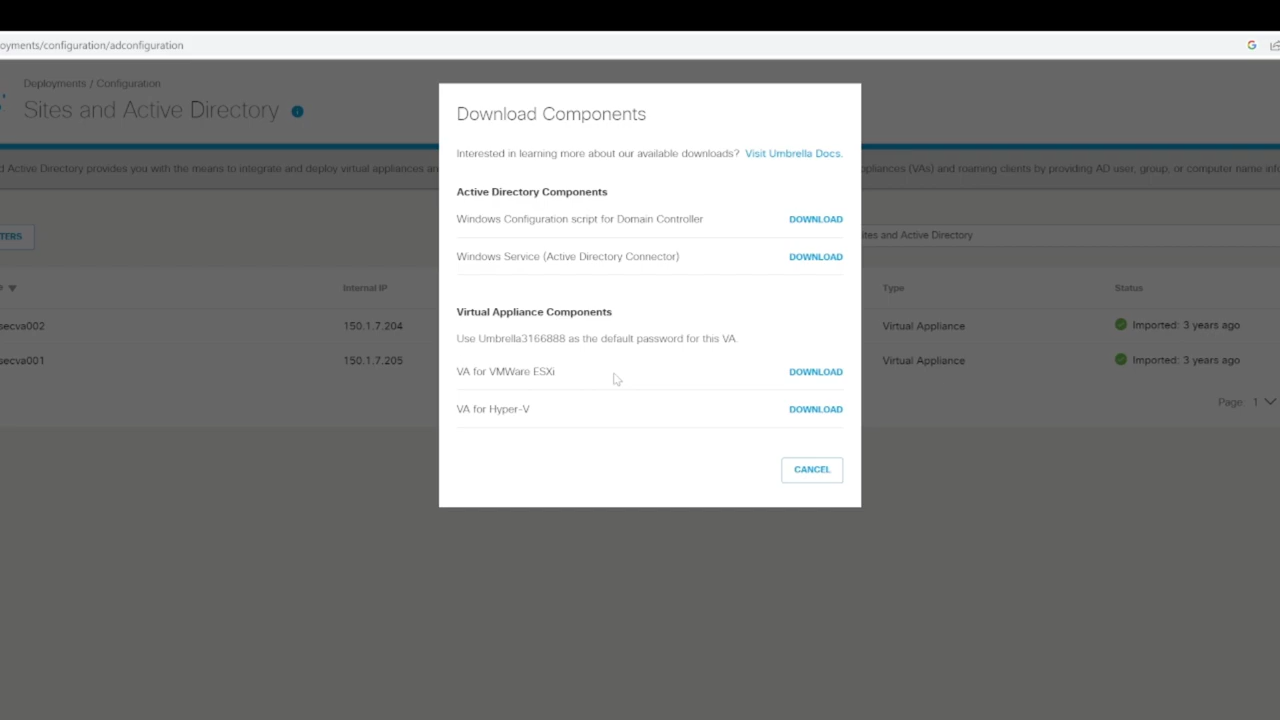 oyments/configuration/adconfiguration
Deployments / Configuration
Sites and Active Directory
d Active Directory provides you with the means to integrate and deploy virtual appliances an
ppliances (VAs) and roaming clients by providing AD user, group, or computer name info
TERS
ites and Active Directory
Internal IP
Type
Status
secva002
150.1.7.204
Virtual Appliance
Imported: 3 years ago
secva001
150.1.7.205
Virtual Appliance
Imported: 3 years ago
Page: 1
Download Components
Interested in learning more about our available downloads? Visit Umbrella Docs.
Active Directory Components
Windows Configuration script for Domain Controller DOWNLOAD
Windows Service (Active Directory Connector) DOWNLOAD
Virtual Appliance Components
Use Umbrella3166888 as the default password for this VA.
VA for VMWare ESXi DOWNLOAD
VA for Hyper-V DOWNLOAD
CANCEL